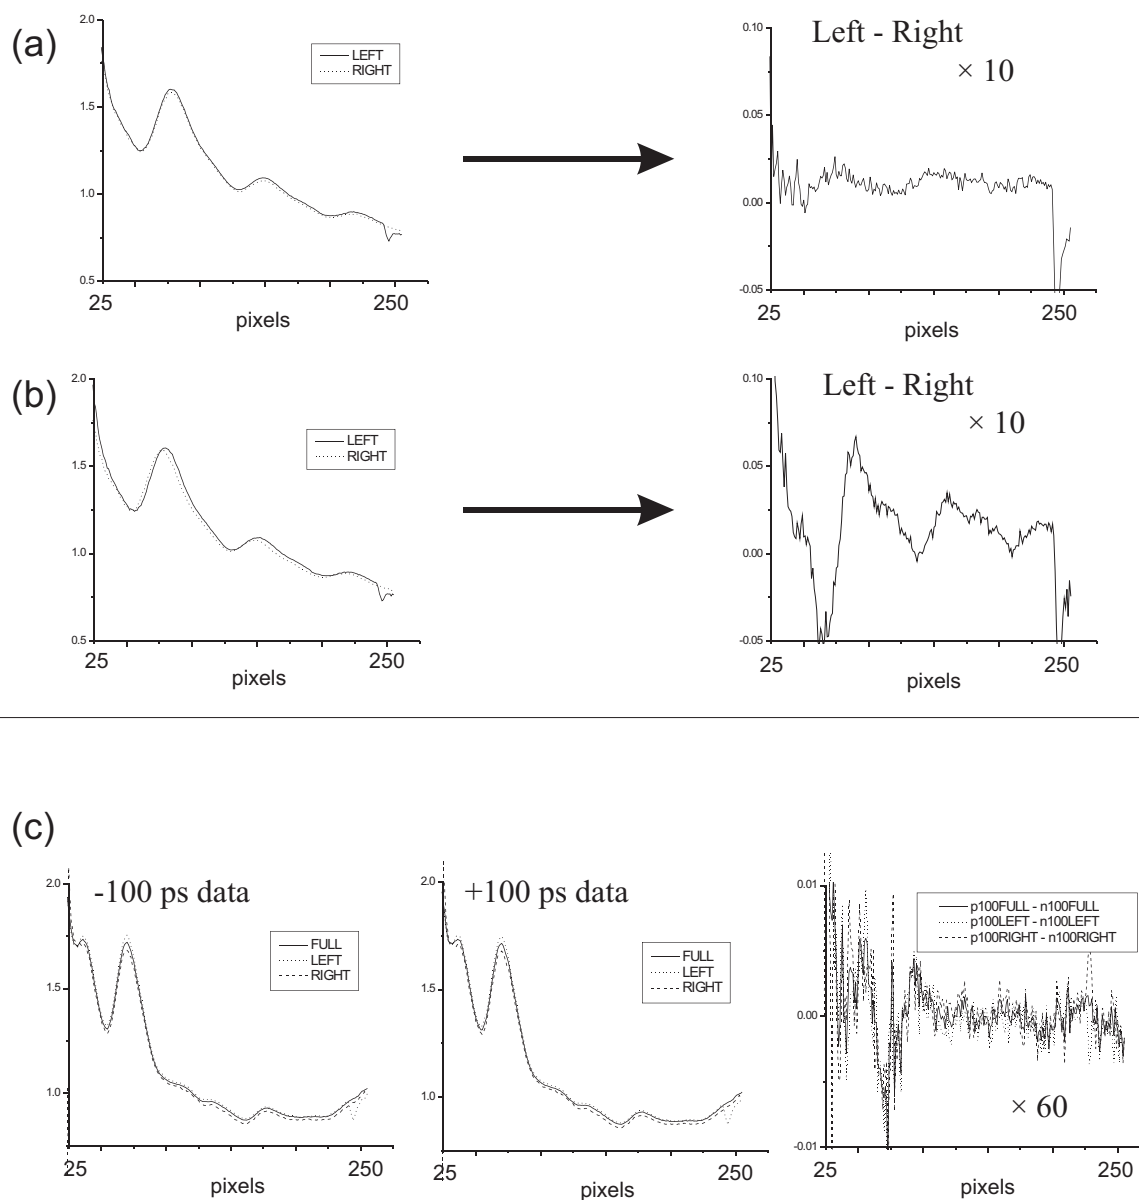 (a)
2.0
1.5
1.0
0.5
LEFT
RIGHT
25 250
pixels
Left - Right
× 10
0.10
0.05
0.00
-0.05
25 250
pixels
(b)
2.0
1.5
1.0
0.5
LEFT
RIGHT
25 250
pixels
Left - Right
× 10
0.10
0.05
0.00
-0.05
25 250
pixels
(c)
-100 ps data
2.0
1.5
1.0
FULL
LEFT
RIGHT
25 250
pixels
+100 ps data
2.0
1.5
1.0
FULL
LEFT
RIGHT
25 250
pixels
0.01
0.00
-0.01
p100FULL - n100FULL
p100LEFT - n100LEFT
p100RIGHT - n100RIGHT
× 60
25 250
pixels